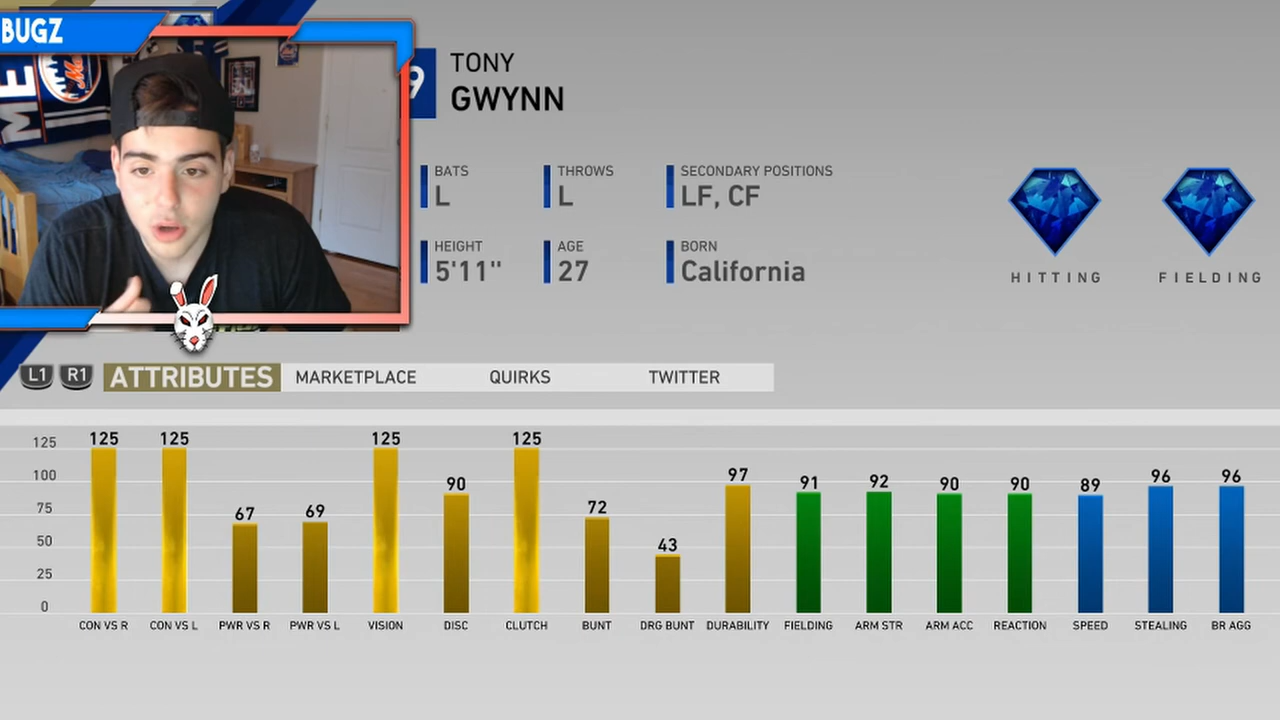 BUGZ
ME
Mets
9
TONY
GWYNN
BATS
L
THROWS
L
SECONDARY POSITIONS
LF, CF
HEIGHT
5'11"
AGE
27
BORN
California
HITTING
FIELDING
L1 R1 ATTRIBUTES MARKETPLACE QUIRKS TWITTER
125
100
75
50
25
0
125 125 67 69 125 90 125 72 43 97 91 92 90 90 89 96 96
CON VS R CON VS L PWR VS R PWR VS L VISION DISC CLUTCH BUNT DRG BUNT DURABILITY FIELDING ARM STR ARM ACC REACTION SPEED STEALING BR AGG